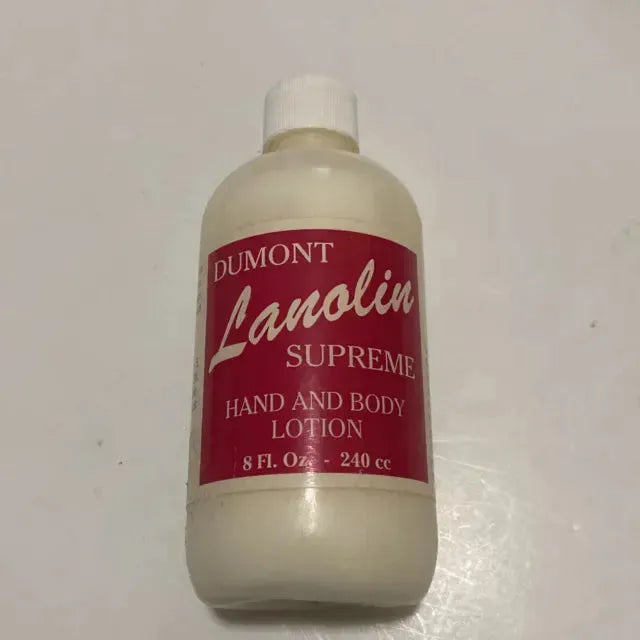 DUMONT
Lanolin
SUPREME
HAND AND BODY
LOTION
8 Fl. Oz. - 240 cc